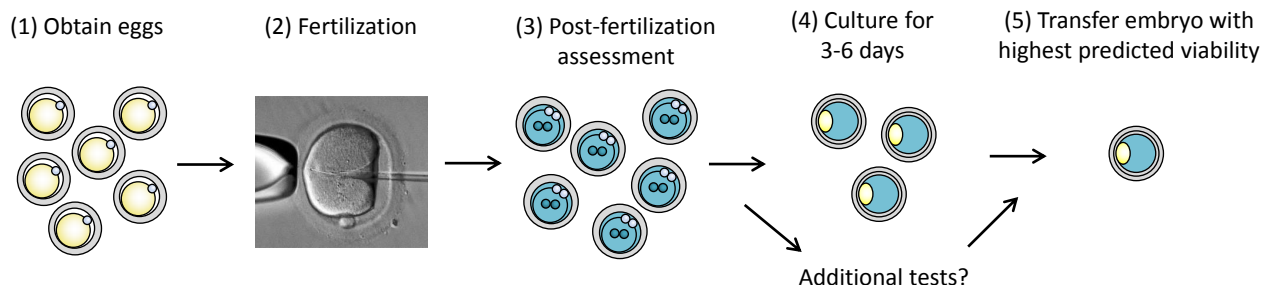 (1) Obtain eggs
(2) Fertilization
(3) Post-fertilization
assessment
(4) Culture for
3-6 days
(5) Transfer embryo with
highest predicted viability
Additional tests?